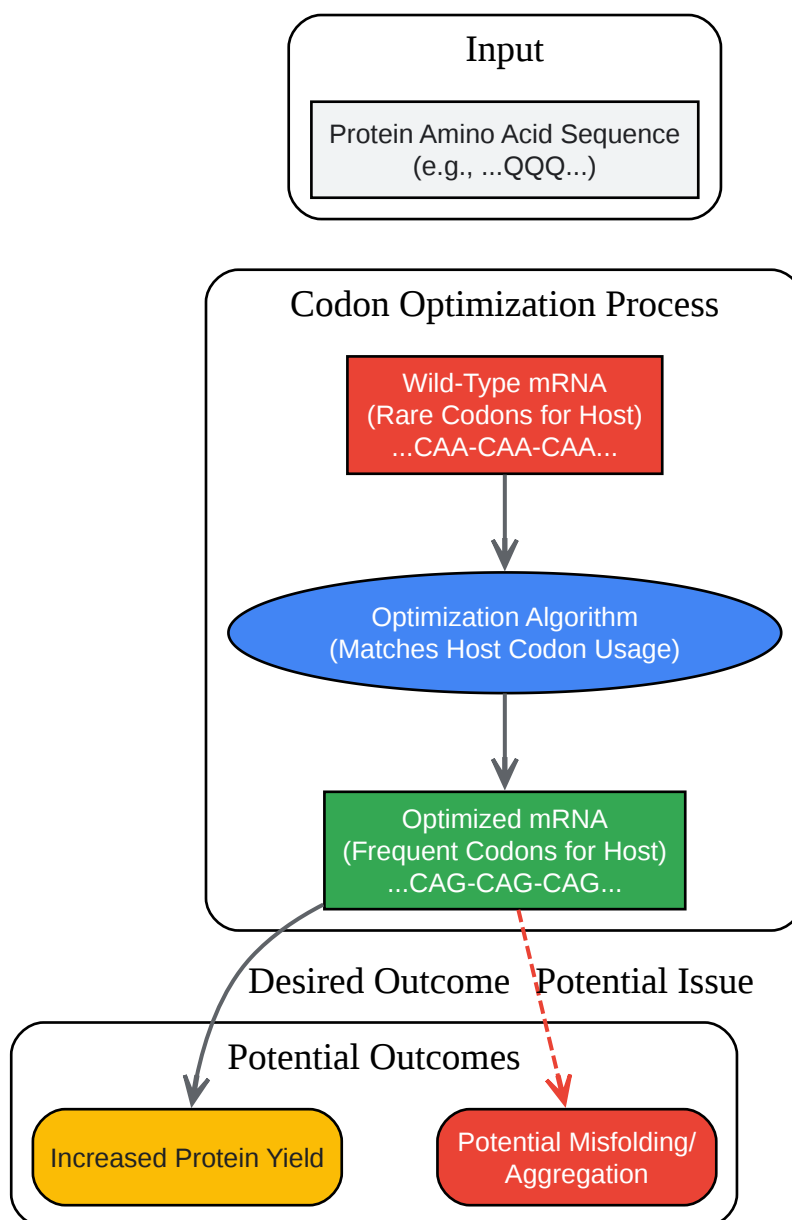 Input
Protein Amino Acid Sequence
(e.g., ...QQQ...)
Codon Optimization Process
Wild-Type mRNA
(Rare Codons for Host)
...CAA-CAA-CAA...
Optimization Algorithm
(Matches Host Codon Usage)
Optimized mRNA
(Frequent Codons for Host)
...CAG-CAG-CAG...
Desired Outcome
Potential Issue
Potential Outcomes
Increased Protein Yield
Potential Misfolding/
Aggregation